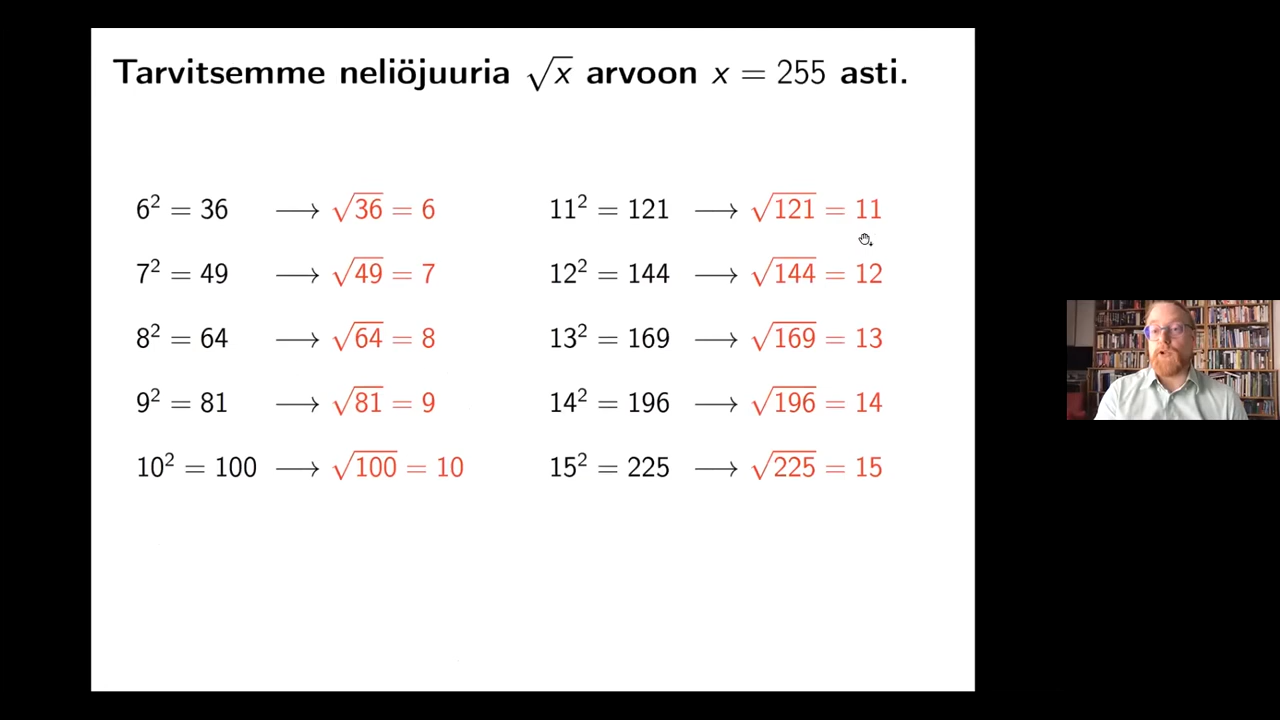 Tarvitsemme neliöjuuria √x arvoon x = 255 asti.
6² = 36 ⟶ √36 = 6
7² = 49 ⟶ √49 = 7
8² = 64 ⟶ √64 = 8
9² = 81 ⟶ √81 = 9
10² = 100 ⟶ √100 = 10
11² = 121 ⟶ √121 = 11
12² = 144 ⟶ √144 = 12
13² = 169 ⟶ √169 = 13
14² = 196 ⟶ √196 = 14
15² = 225 ⟶ √225 = 15